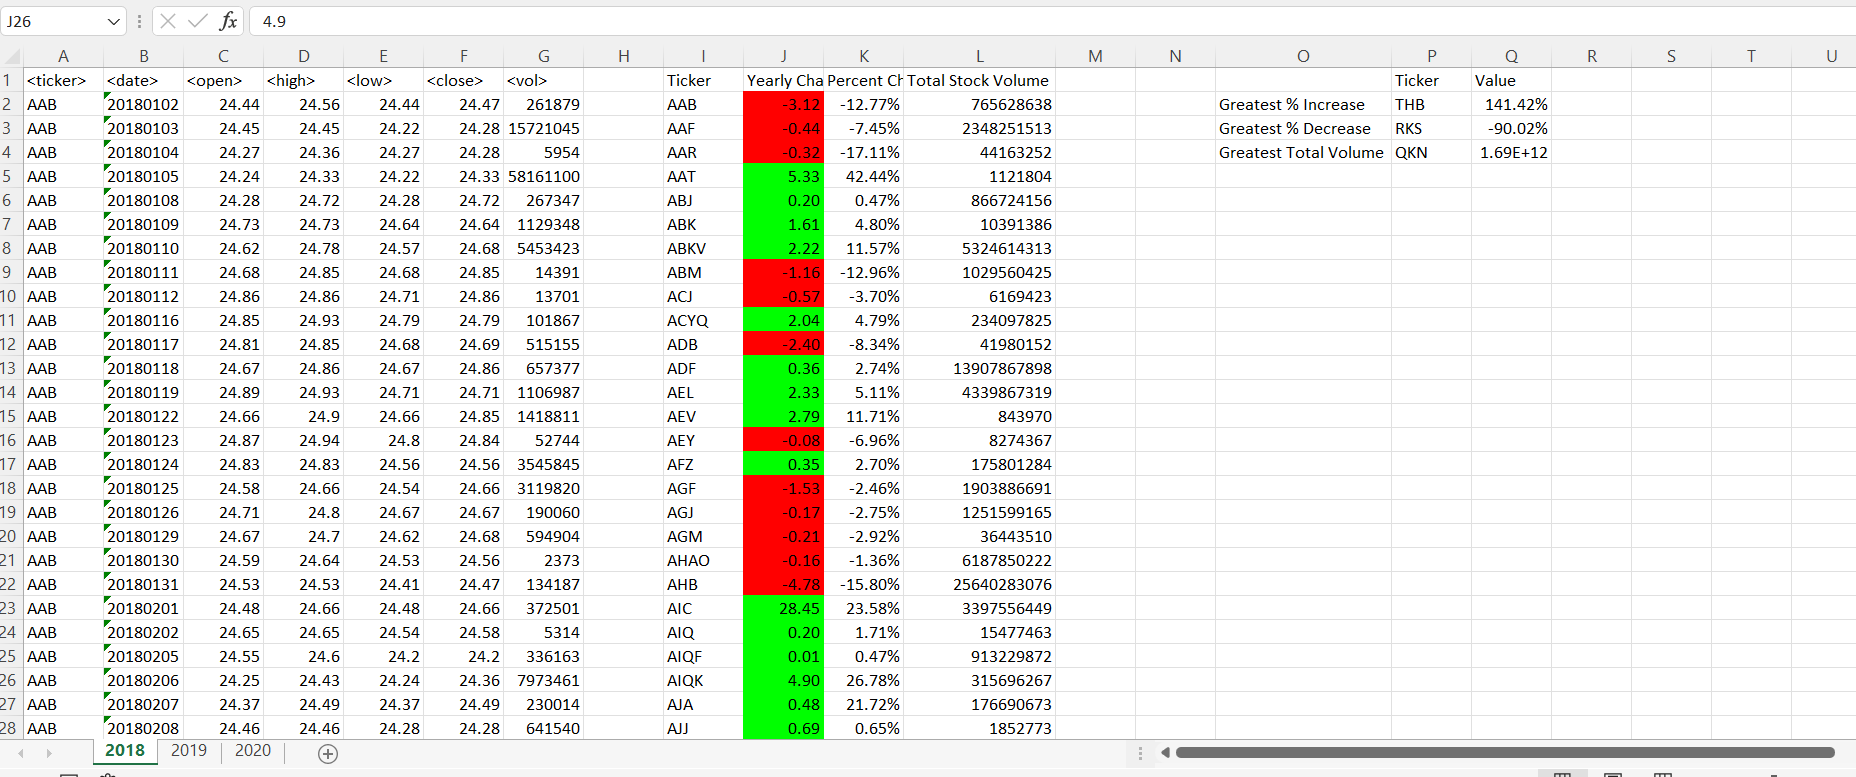 J26 fx 4.9
A B C D E F G H I J K L M N O P Q R S T U
1 <ticker> <date> <open> <high> <low> <close> <vol> Ticker Yearly Cha Percent Ch Total Stock Volume Ticker Value
2 AAB 20180102 24.44 24.56 24.44 24.47 261879 AAB -3.12 -12.77% 765628638 Greatest % Increase THB 141.42%
3 AAB 20180103 24.45 24.45 24.22 24.28 15721045 AAF -0.44 -7.45% 2348251513 Greatest % Decrease RKS -90.02%
4 AAB 20180104 24.27 24.36 24.27 24.28 5954 AAR -0.32 -17.11% 44163252 Greatest Total Volume QKN 1.69E+12
5 AAB 20180105 24.24 24.33 24.22 24.33 58161100 AAT 5.33 42.44% 1121804
6 AAB 20180108 24.28 24.72 24.28 24.72 267347 ABJ 0.20 0.47% 866724156
7 AAB 20180109 24.73 24.73 24.64 24.64 1129348 ABK 1.61 4.80% 10391386
8 AAB 20180110 24.62 24.78 24.57 24.68 5453423 ABKV 2.22 11.57% 5324614313
9 AAB 20180111 24.68 24.85 24.68 24.85 14391 ABM -1.16 -12.96% 1029560425
10 AAB 20180112 24.86 24.86 24.71 24.86 13701 ACJ -0.57 -3.70% 6169423
11 AAB 20180116 24.85 24.93 24.79 24.79 101867 ACYQ 2.04 4.79% 234097825
12 AAB 20180117 24.81 24.85 24.68 24.69 515155 ADB -2.40 -8.34% 41980152
13 AAB 20180118 24.67 24.86 24.67 24.86 657377 ADF 0.36 2.74% 13907867898
14 AAB 20180119 24.89 24.93 24.71 24.71 1106987 AEL 2.33 5.11% 4339867319
15 AAB 20180122 24.66 24.9 24.66 24.85 1418811 AEV 2.79 11.71% 843970
16 AAB 20180123 24.87 24.94 24.8 24.84 52744 AEY -0.08 -6.96% 8274367
17 AAB 20180124 24.83 24.83 24.56 24.56 3545845 AFZ 0.35 2.70% 175801284
18 AAB 20180125 24.58 24.66 24.54 24.66 3119820 AGF -1.53 -2.46% 1903886691
19 AAB 20180126 24.71 24.8 24.67 24.67 190060 AGJ -0.17 -2.75% 1251599165
20 AAB 20180129 24.67 24.7 24.62 24.68 594904 AGM -0.21 -2.92% 36443510
21 AAB 20180130 24.59 24.64 24.53 24.56 2373 AHAO -0.16 -1.36% 6187850222
22 AAB 20180131 24.53 24.53 24.41 24.47 134187 AHB -4.78 -15.80% 25640283076
23 AAB 20180201 24.48 24.66 24.48 24.66 372501 AIC 28.45 23.58% 3397556449
24 AAB 20180202 24.65 24.65 24.54 24.58 5314 AIQ 0.20 1.71% 15477463
25 AAB 20180205 24.55 24.6 24.2 24.2 336163 AIQF 0.01 0.47% 913229872
26 AAB 20180206 24.25 24.43 24.24 24.36 7973461 AIQK 4.90 26.78% 315696267
27 AAB 20180207 24.37 24.49 24.37 24.49 230014 AJA 0.48 21.72% 176690673
28 AAB 20180208 24.46 24.46 24.28 24.28 641540 AJJ 0.69 0.65% 1852773
2018 2019 2020